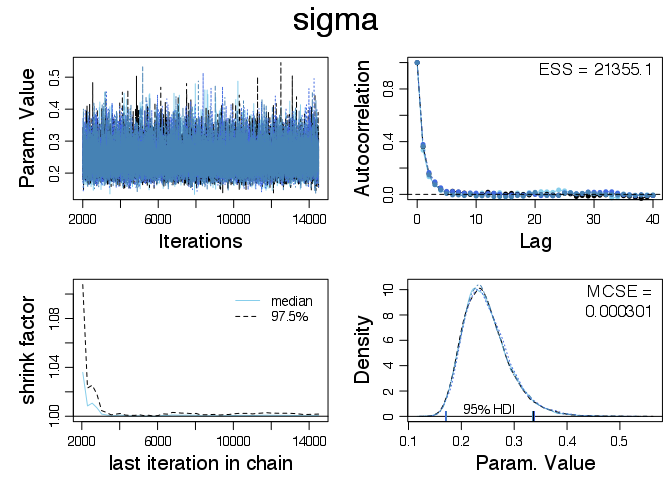 sigma
Param. Value
0.2 0.3 0.4 0.5
2000 6000 10000 14000
Iterations
ESS = 21355.1
Autocorrelation
0.0 0.4 0.8
0 10 20 30 40
Lag
shrink factor
1.00 1.04 1.08
median
97.5%
2000 6000 10000 14000
last iteration in chain
MCSE =
0.000301
Density
0 2 4 6 8 10
95% HDI
0.1 0.2 0.3 0.4 0.5
Param. Value